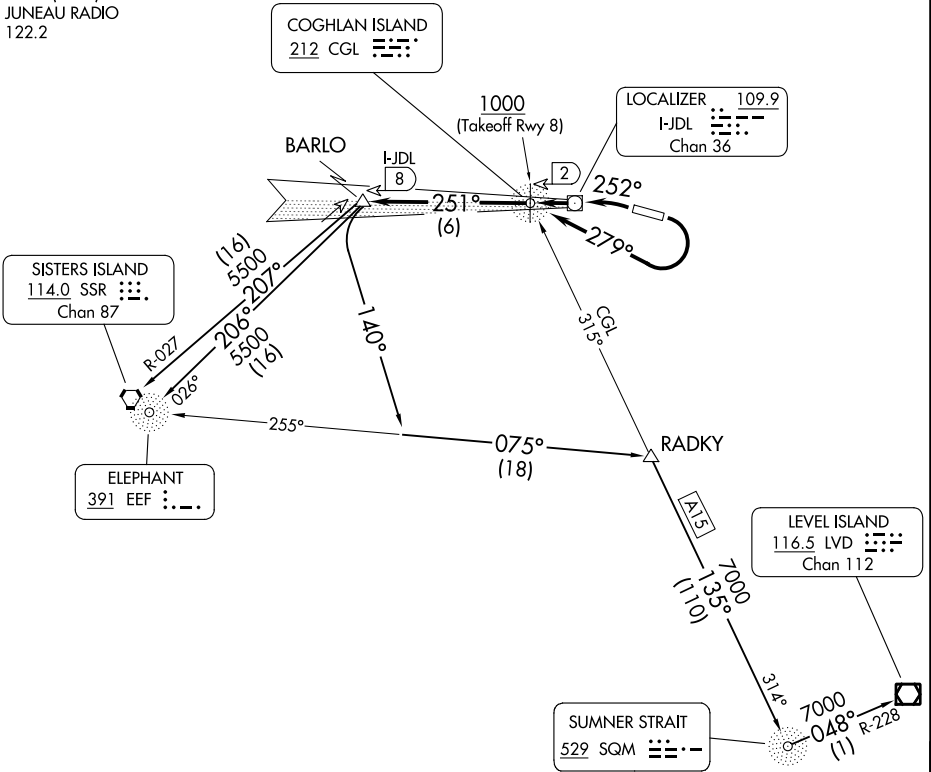 JUNEAU RADIO
122.2
COGHLAN ISLAND
212 CGL
1000
(Takeoff Rwy 8)
LOCALIZER 109.9
I-JDL
Chan 36
BARLO
I-JDL
8
2
252°
251°
(6)
279°
(16)
5500
207°
206°
5500
(16)
SISTERS ISLAND
114.0 SSR
Chan 87
R-027
026°
140°
CGL
315°
255°
075°
(18)
RADKY
ELEPHANT
391 EEF
A15
7000
135°
(110)
LEVEL ISLAND
116.5 LVD
Chan 112
314°
7000
048°
(1)
R-228
SUMNER STRAIT
529 SQM